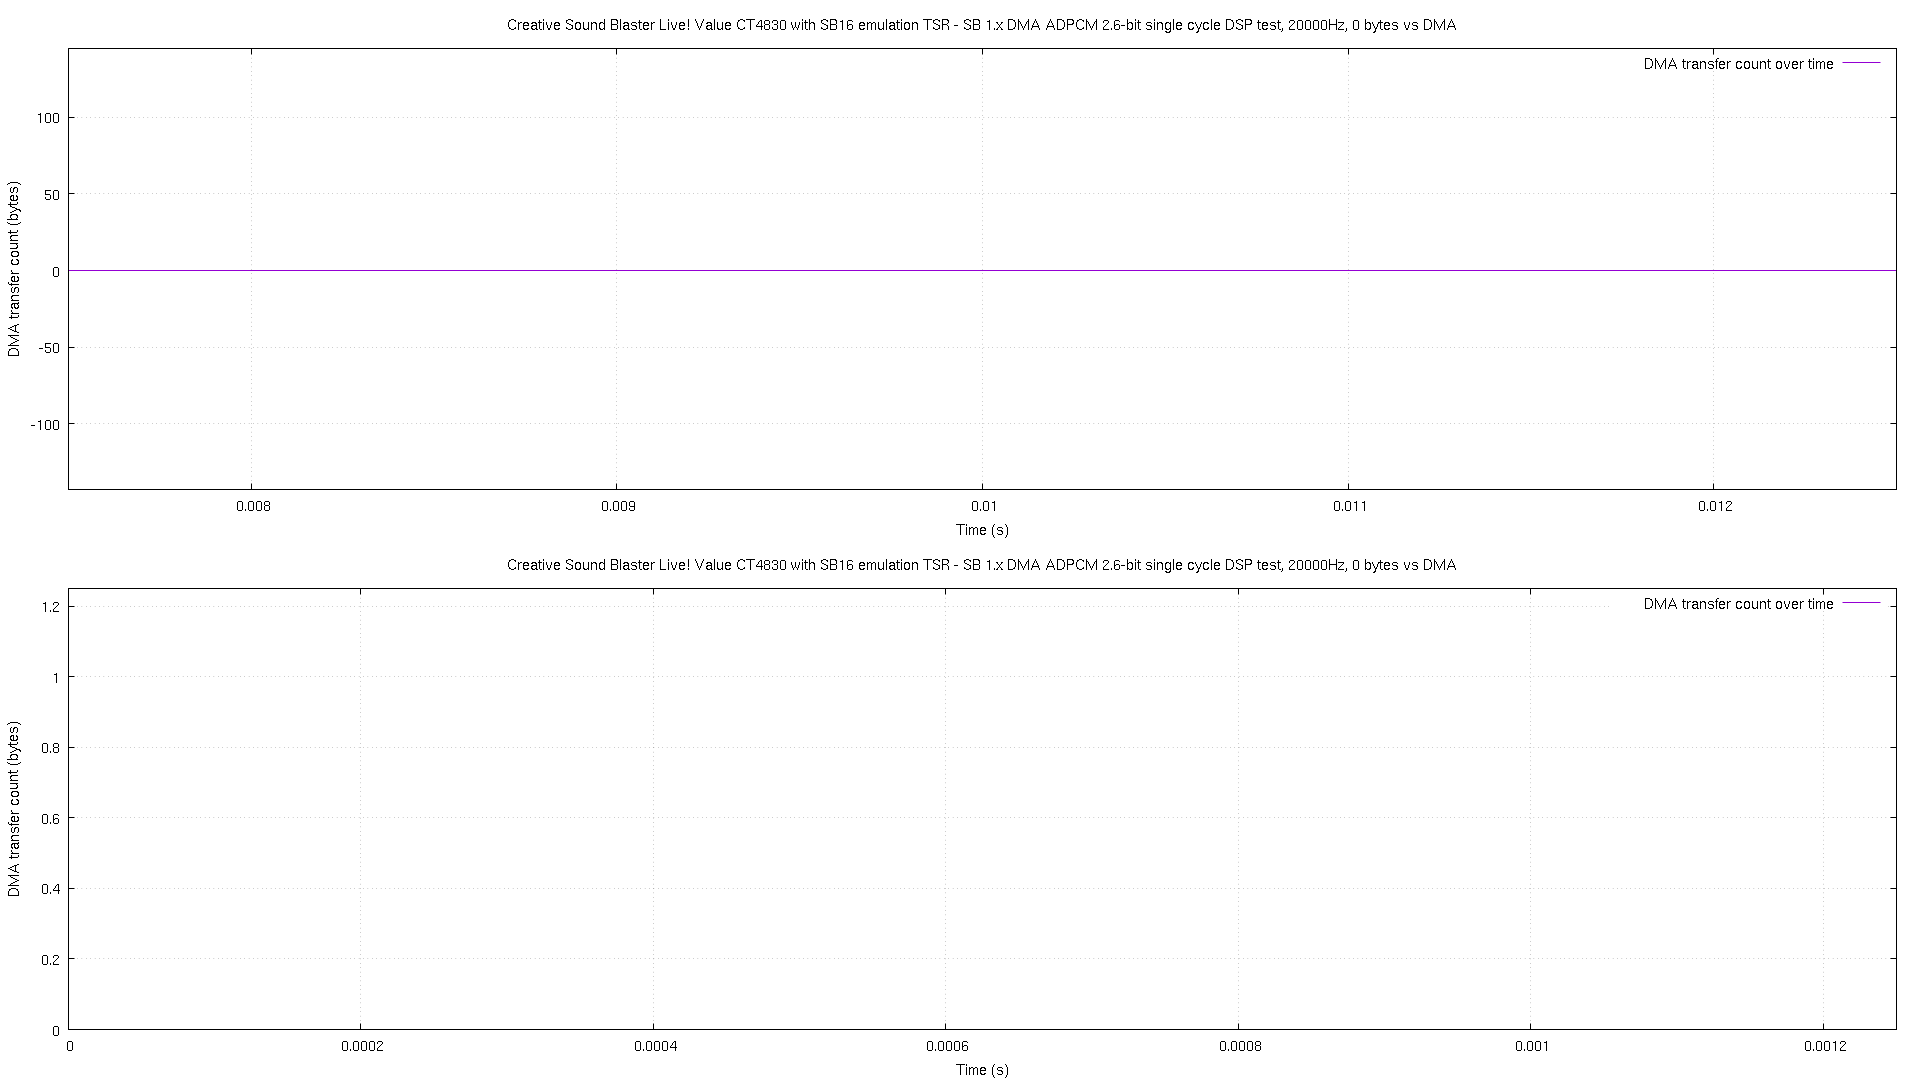 Creative Sound Blaster Live! Value CT4830 with SB16 emulation TSR - SB 1.x DMA ADPCM 2.6-bit single cycle DSP test, 20000Hz, 0 bytes vs DMA
DMA transfer count over time
DMA transfer count (bytes)
100
50
0
-50
-100
0.008 0.009 0.01 0.011 0.012
Time (s)
Creative Sound Blaster Live! Value CT4830 with SB16 emulation TSR - SB 1.x DMA ADPCM 2.6-bit single cycle DSP test, 20000Hz, 0 bytes vs DMA
DMA transfer count over time
DMA transfer count (bytes)
1.2
1
0.8
0.6
0.4
0.2
0
0 0.0002 0.0004 0.0006 0.0008 0.001 0.0012
Time (s)